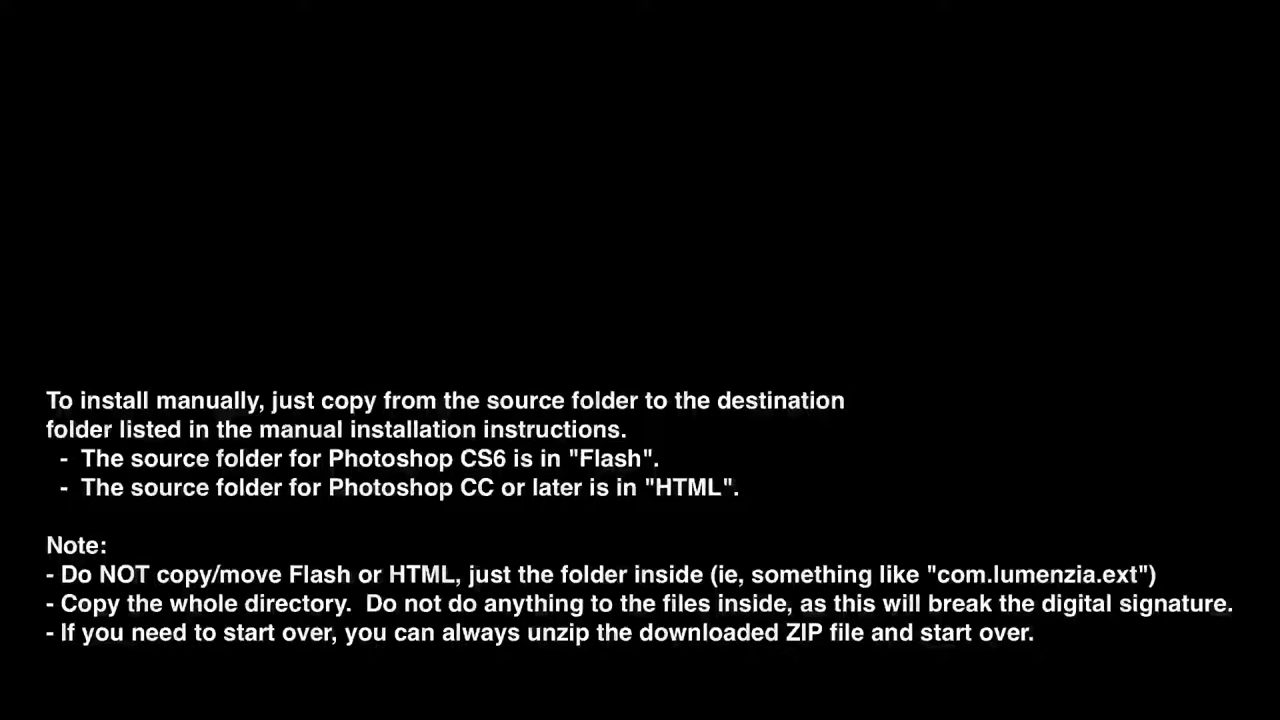 To install manually, just copy from the source folder to the destination
folder listed in the manual installation instructions.
- The source folder for Photoshop CS6 is in "Flash".
- The source folder for Photoshop CC or later is in "HTML".
Note:
- Do NOT copy/move Flash or HTML, just the folder inside (ie, something like "com.lumenzia.ext")
- Copy the whole directory.  Do not do anything to the files inside, as this will break the digital signature.
- If you need to start over, you can always unzip the downloaded ZIP file and start over.